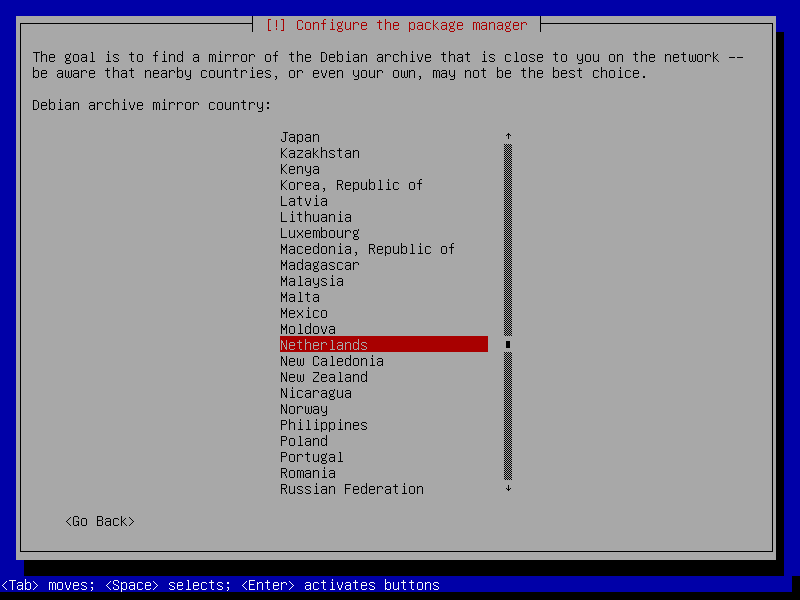 [!] Configure the package manager
The goal is to find a mirror of the Debian archive that is close to you on the network --
be aware that nearby countries, or even your own, may not be the best choice.
Debian archive mirror country:
Japan
Kazakhstan
Kenya
Korea, Republic of
Latvia
Lithuania
Luxembourg
Macedonia, Republic of
Madagascar
Malaysia
Malta
Mexico
Moldova
Netherlands
New Caledonia
New Zealand
Nicaragua
Norway
Philippines
Poland
Portugal
Romania
Russian Federation
<Go Back>
<Tab> moves; <Space> selects; <Enter> activates buttons